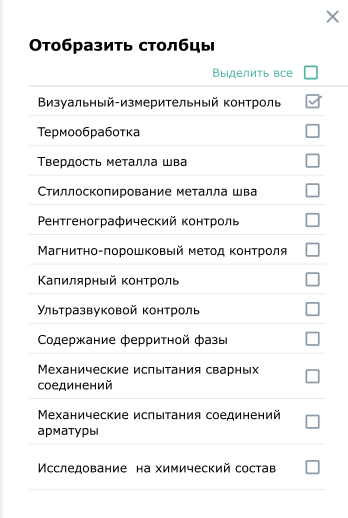 Отобразить столбцы
Выделить все
Визуальный-измерительный контроль
Термообработка
Твердость металла шва
Стиллоскопирование металла шва
Рентгенографический контроль
Магнитно-порошковый метод контроля
Капилярный контроль
Ультразвуковой контроль
Содержание ферритной фазы
Механические испытания сварных
соединений
Механические испытания соединений
арматуры
Исследование  на химический состав